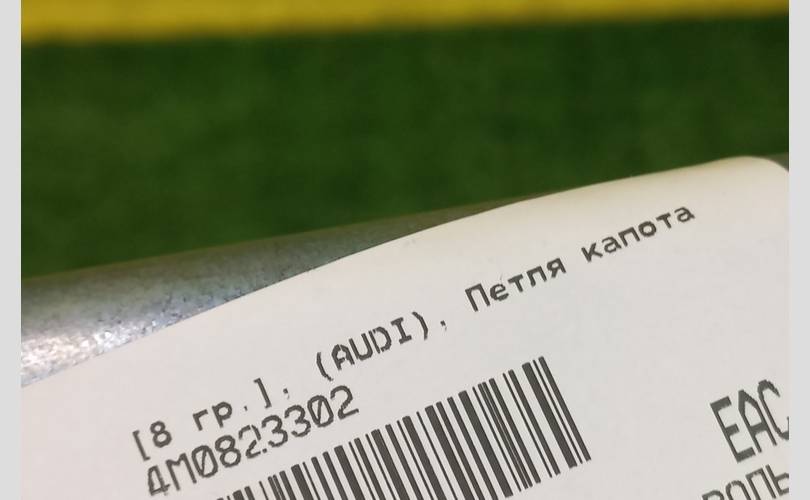 [8 гр.], (AUDI), Петля капота
4M0823302
EAC